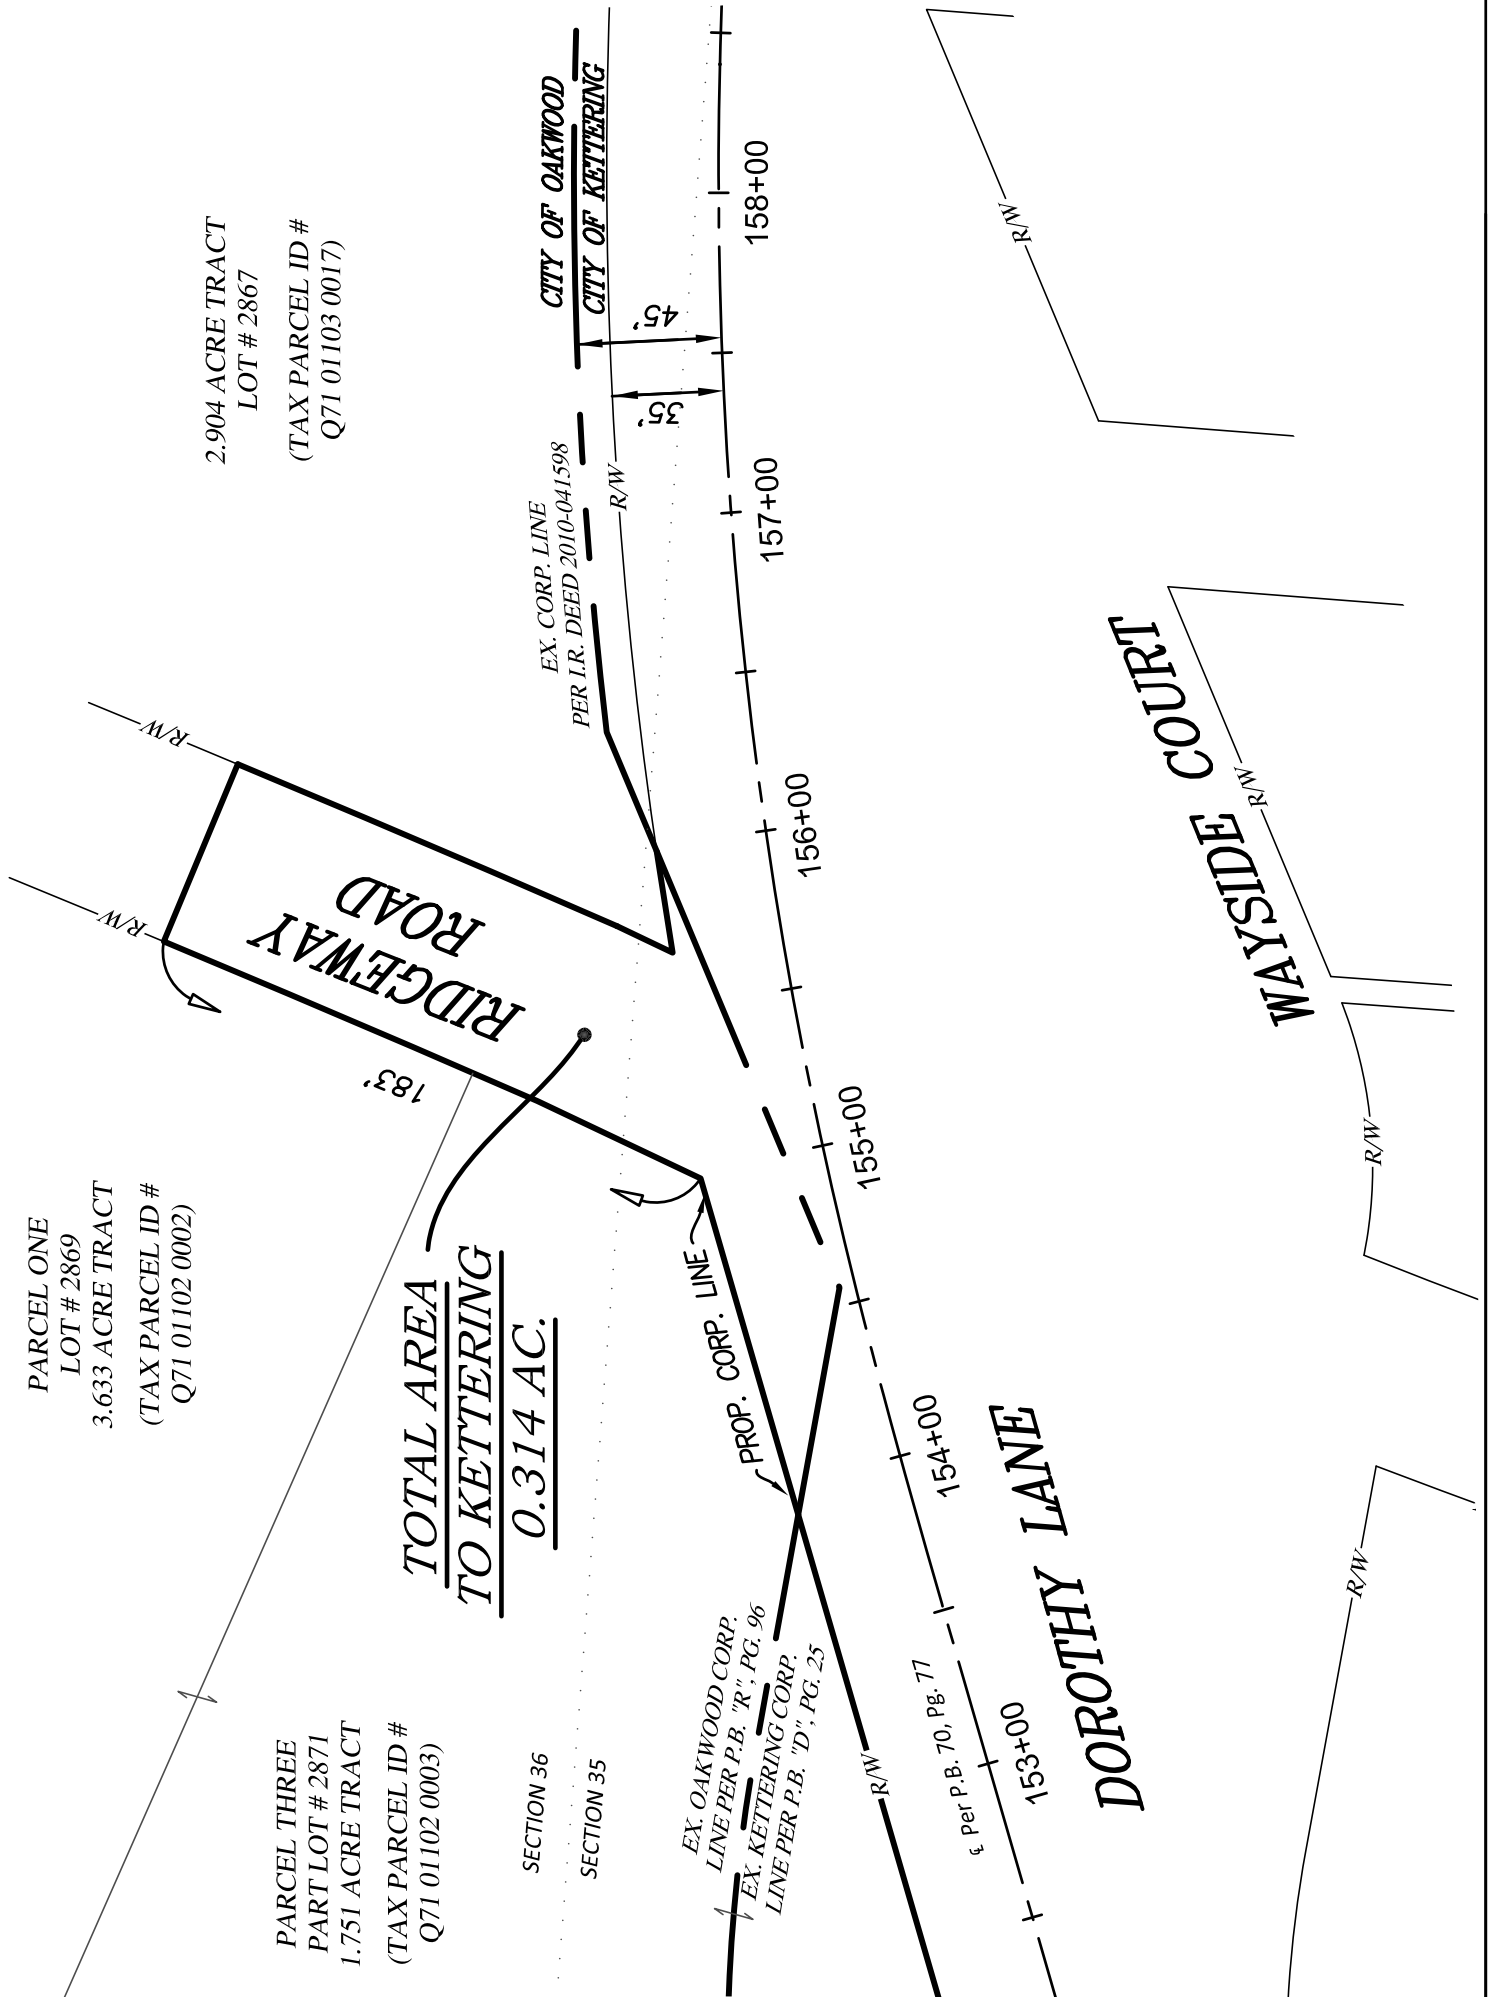 PARCEL ONE
LOT # 2869
3.633 ACRE TRACT
(TAX PARCEL ID #
Q71 01102 0002)
2.904 ACRE TRACT
LOT # 2867
(TAX PARCEL ID #
Q71 01103 0017)
R/W
R/W
RIDGEWAY
ROAD
183'
PARCEL THREE
PART LOT # 2871
1.751 ACRE TRACT
(TAX PARCEL ID #
Q71 01102 0003)
TOTAL AREA
TO KETTERING
0.314 AC.
EX. CORP. LINE
PER I.R. DEED 2010-041598
CITY OF OAKWOOD
CITY OF KETTERING
R/W
45'
35'
SECTION 36
SECTION 35
PROP. CORP. LINE
EX. OAKWOOD CORP.
LINE PER P.B. "R", PG. 96
EX. KETTERING CORP.
LINE PER P.B. "D", PG. 25
R/W
℄ Per P.B. 70, Pg. 77
153+00
154+00
155+00
156+00
157+00
158+00
DOROTHY LANE
WAYSIDE COURT
R/W
R/W
R/W
R/W